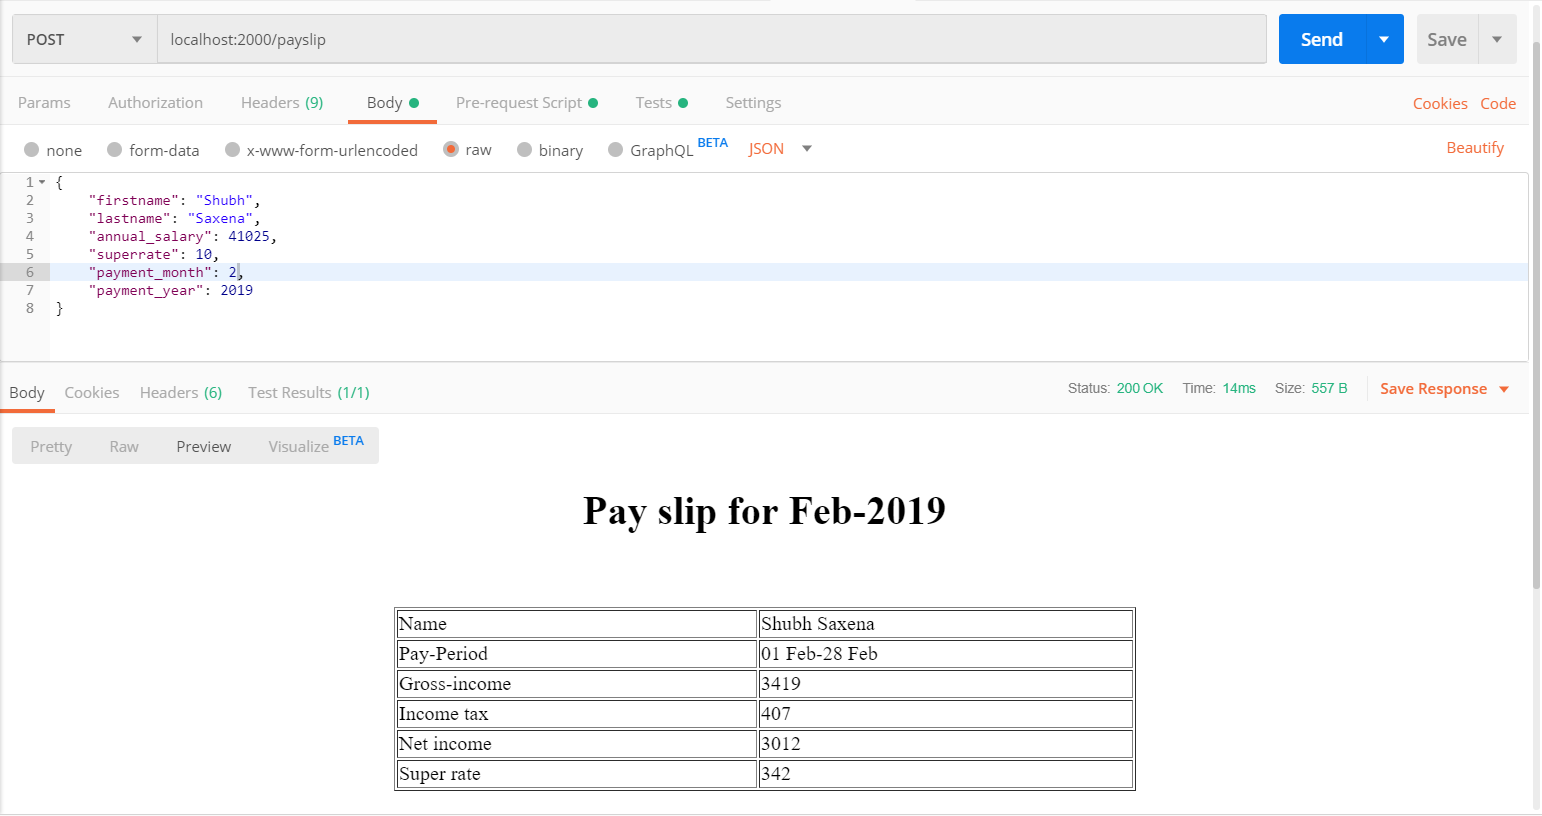 POST localhost:2000/payslip Send Save
Params Authorization Headers (9) Body Pre-request Script Tests Settings Cookies Code
none form-data x-www-form-urlencoded raw binary GraphQL BETA JSON Beautify
1 {
2 "firstname": "Shubh",
3 "lastname": "Saxena",
4 "annual_salary": 41025,
5 "superrate": 10,
6 "payment_month": 2,
7 "payment_year": 2019
8 }
Body Cookies Headers (6) Test Results (1/1) Status: 200 OK Time: 14ms Size: 557 B Save Response
Pretty Raw Preview Visualize BETA
Pay slip for Feb-2019
Name Shubh Saxena
Pay-Period 01 Feb-28 Feb
Gross-income 3419
Income tax 407
Net income 3012
Super rate 342